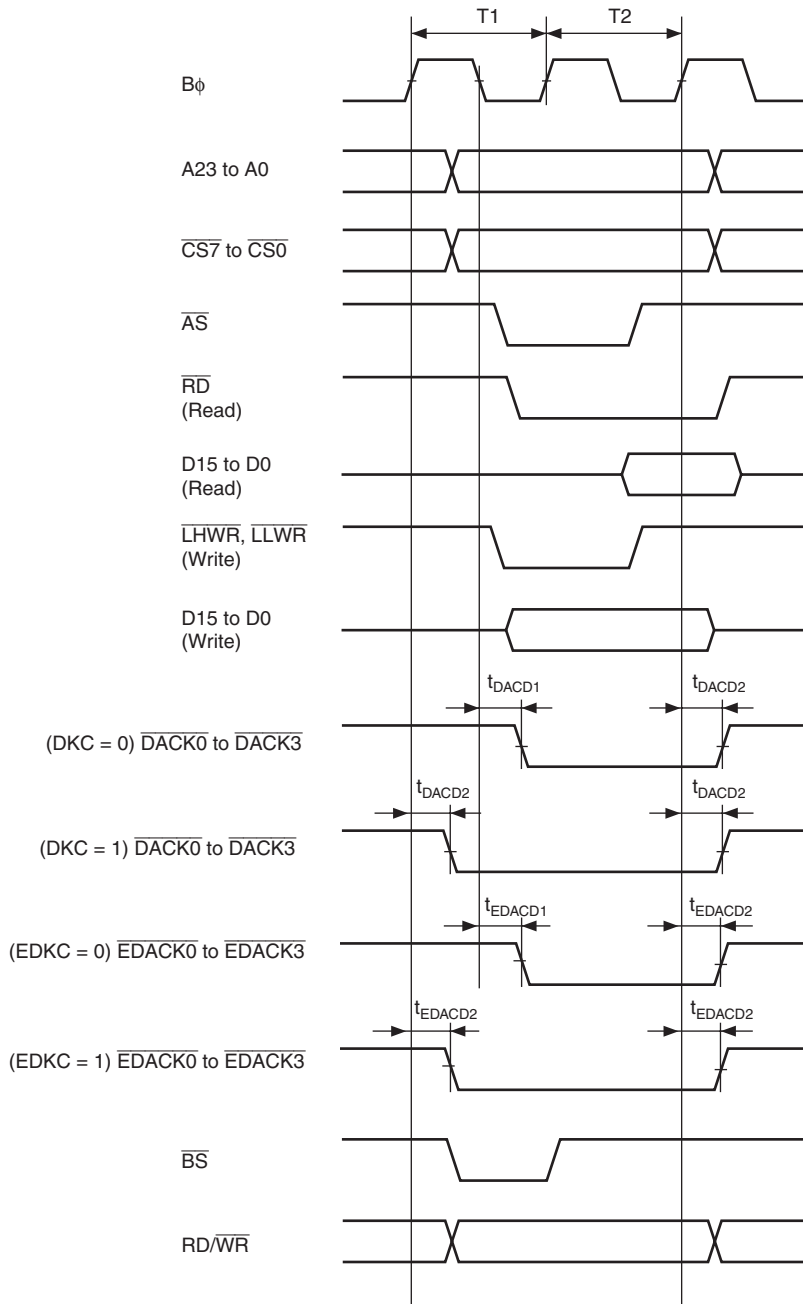 T1 T2
Bϕ
A23 to A0
CS7 to CS0
AS
RD
(Read)
D15 to D0
(Read)
LHWR, LLWR
(Write)
D15 to D0
(Write)
tDACD1 tDACD2
(DKC = 0) DACK0 to DACK3
tDACD2 tDACD2
(DKC = 1) DACK0 to DACK3
tEDACD1 tEDACD2
(EDKC = 0) EDACK0 to EDACK3
tEDACD2 tEDACD2
(EDKC = 1) EDACK0 to EDACK3
BS
RD/WR